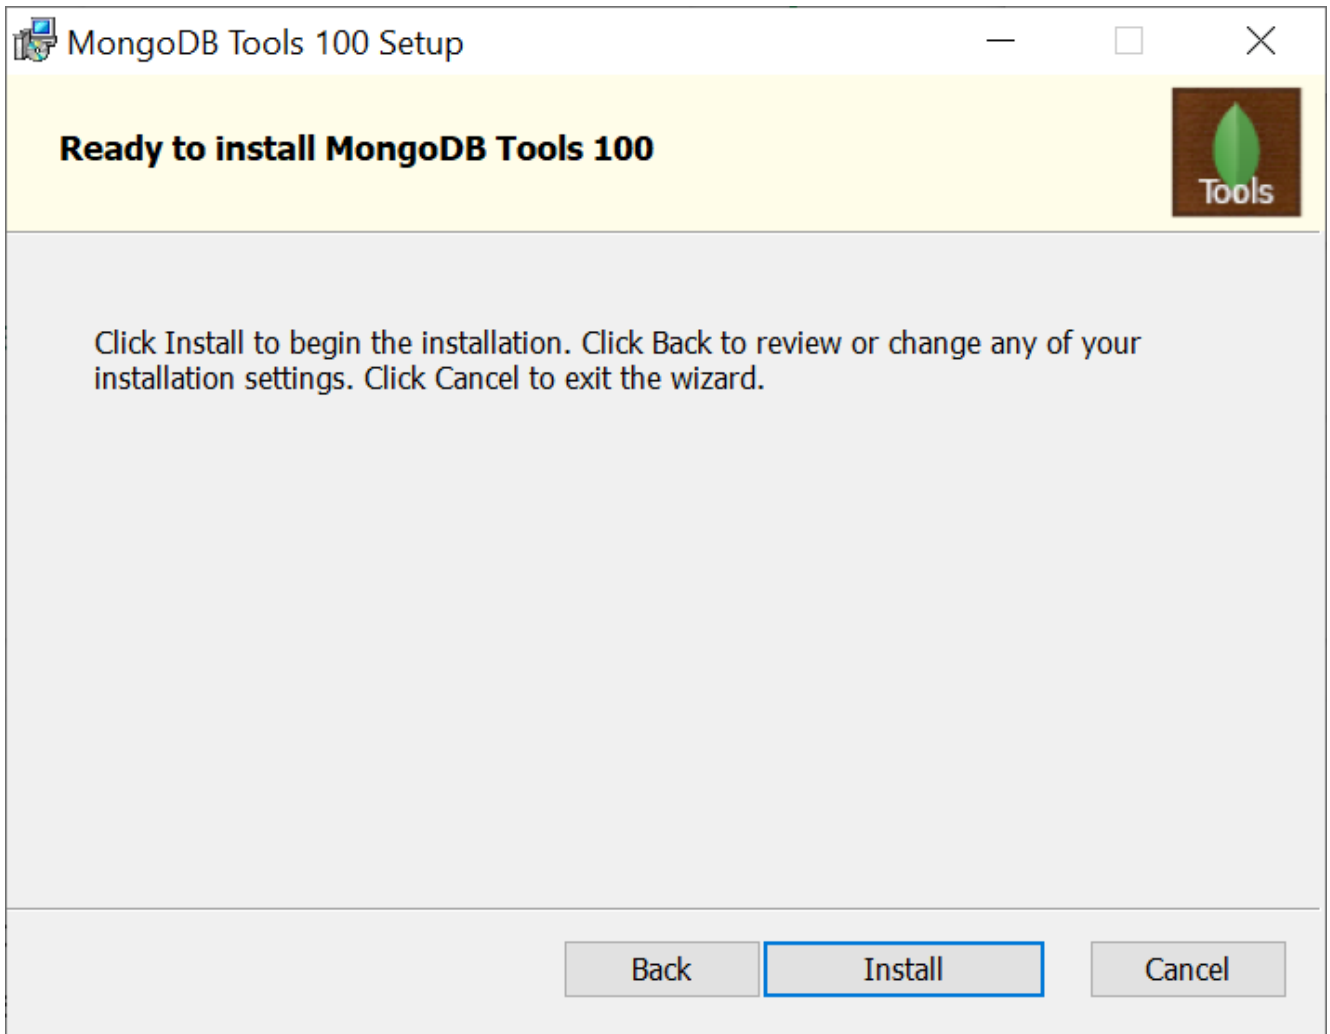 MongoDB Tools 100 Setup
Ready to install MongoDB Tools 100
Tools
Click Install to begin the installation. Click Back to review or change any of your
installation settings. Click Cancel to exit the wizard.
Back
Install
Cancel